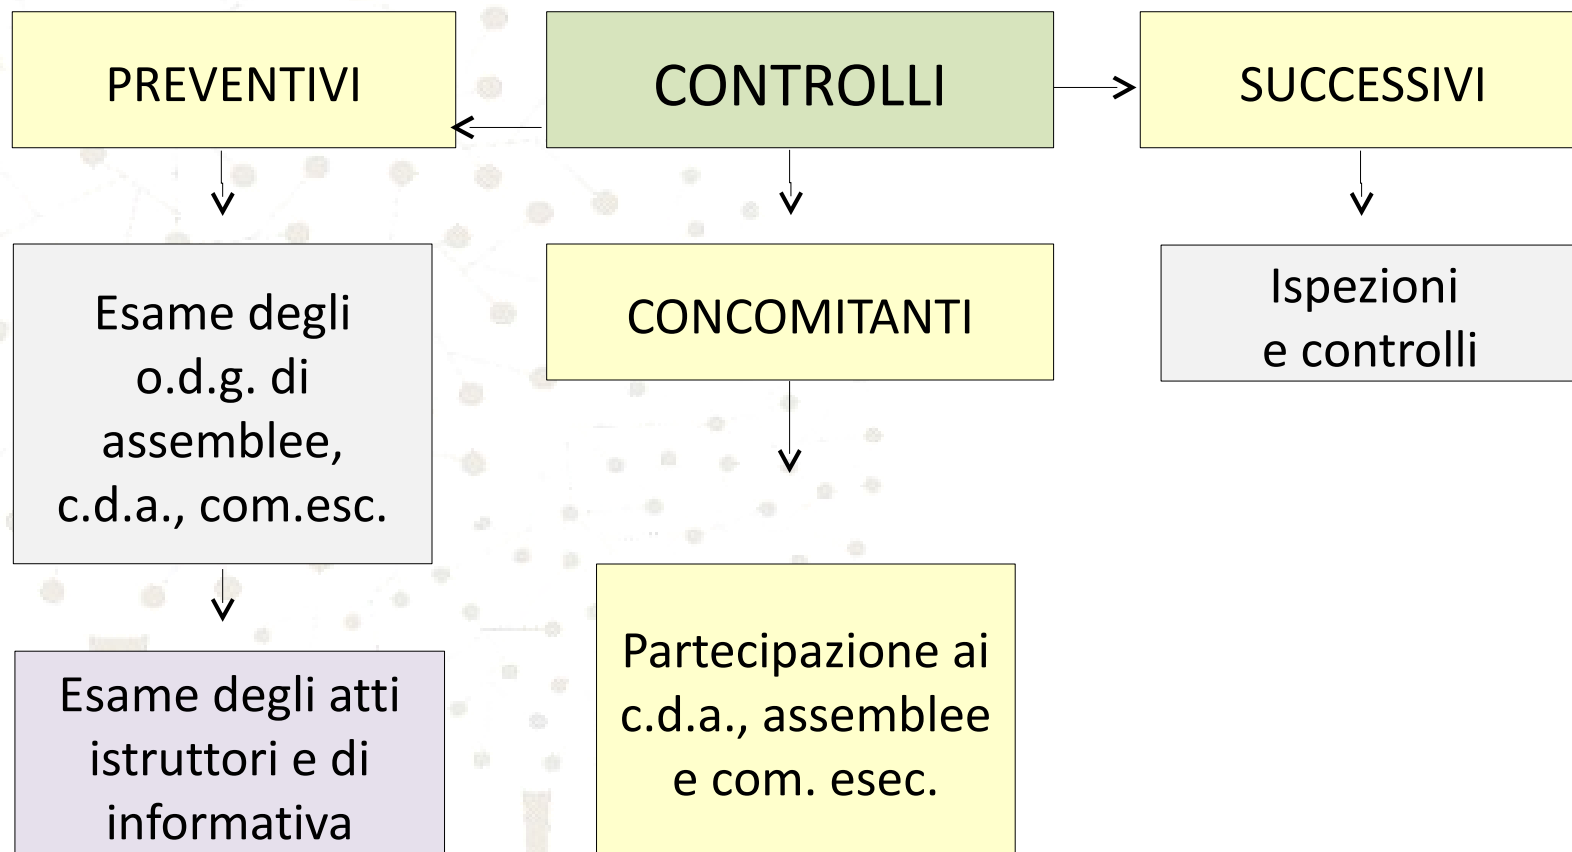 PREVENTIVI
CONTROLLI
SUCCESSIVI
Esame degli
o.d.g. di
assemblee,
c.d.a., com.esc.
CONCOMITANTI
Ispezioni
e controlli
Esame degli atti
istruttori e di
informativa
Partecipazione ai
c.d.a., assemblee
e com. esec.